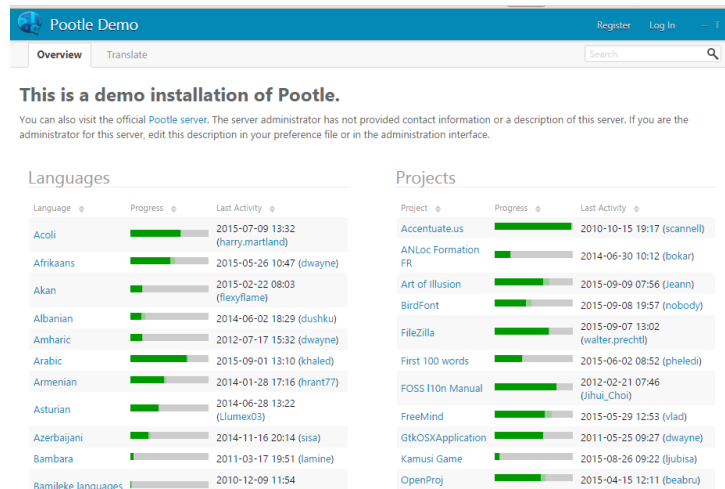 Pootle Demo
Register Log In
Overview Translate
Search
This is a demo installation of Pootle.
You can also visit the official Pootle server. The server administrator has not provided contact information or a description of this server. If you are the
administrator for this server, edit this description in your preference file or in the administration interface.
Languages
Language Progress Last Activity
Acoli 2015-07-09 13:32
(harry.martland)
Afrikaans 2015-05-26 10:47 (dwayne)
Akan 2015-02-22 08:03
(flexyflame)
Albanian 2014-06-02 18:29 (dushku)
Amharic 2012-07-17 15:32 (dwayne)
Arabic 2015-09-01 13:10 (khaled)
Armenian 2014-01-28 17:16 (hrant77)
Asturian 2014-06-28 13:22
(Llumex03)
Azerbaijani 2014-11-16 20:14 (sisa)
Bambara 2011-03-17 19:51 (lamine)
Bamileke languages 2010-12-09 11:54
Projects
Project Progress Last Activity
Accentuate.us 2010-10-15 19:17 (scannell)
ANLoc Formation
FR 2014-06-30 10:12 (bokar)
Art of Illusion 2015-09-09 07:56 (Jeann)
BirdFont 2015-09-08 19:57 (nobody)
FileZilla 2015-09-07 13:02
(walter.prechtl)
First 100 words 2015-06-02 08:52 (pheledi)
FOSS l10n Manual 2012-02-21 07:46
(Jihui_Choi)
FreeMind 2015-05-29 12:53 (vlad)
GtkOSXApplication 2011-05-25 09:27 (dwayne)
Kamusi Game 2015-08-26 09:22 (ljubisa)
OpenProj 2015-04-15 12:11 (beabru)